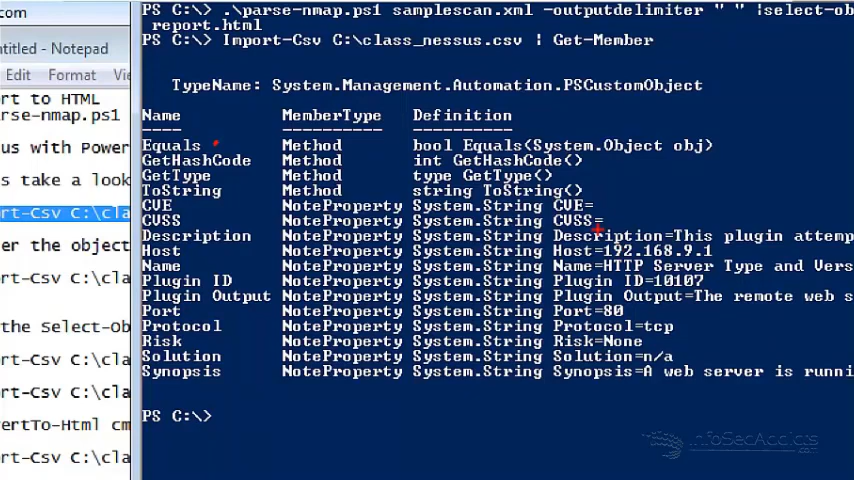 com
ntitled - Notepad
Edit Format Vi
rt to HTML
arse-nmap.ps1
us with Power
s take a look
rt-Csv C:\cla
er the object
rt-Csv C:\cla
the Select-Ob
rt-Csv C:\cla
rt-Csv C:\cla
vertTo-Html cm
rt-Csv C:\cla
PS C:\> .\parse-nmap.ps1 samplescan.xml -outputdelimiter " " |select-ob
report.html
PS C:\> Import-Csv C:\class_nessus.csv | Get-Member
TypeName: System.Management.Automation.PSCustomObject
Name MemberType Definition
---- ---------- ----------
Equals Method bool Equals(System.Object obj)
GetHashCode Method int GetHashCode()
GetType Method type GetType()
ToString Method string ToString()
CVE NoteProperty System.String CVE=
CVSS NoteProperty System.String CVSS=
Description NoteProperty System.String Description=This plugin attemp
Host NoteProperty System.String Host=192.168.9.1
Name NoteProperty System.String Name=HTTP Server Type and Vers
Plugin ID NoteProperty System.String Plugin ID=10107
Plugin Output NoteProperty System.String Plugin Output=The remote web s
Port NoteProperty System.String Port=80
Protocol NoteProperty System.String Protocol=tcp
Risk NoteProperty System.String Risk=None
Solution NoteProperty System.String Solution=n/a
Synopsis NoteProperty System.String Synopsis=A web server is runni
PS C:\>
InfoSecAddicts
.com